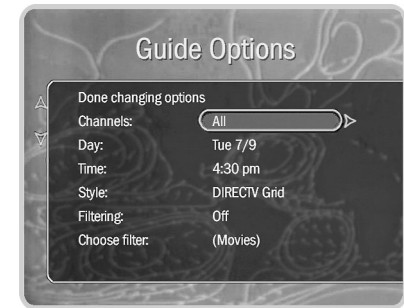 Guide Options
Done changing options
Channels: All
Day: Tue 7/9
Time: 4:30 pm
Style: DIRECTV Grid
Filtering: Off
Choose filter: (Movies)